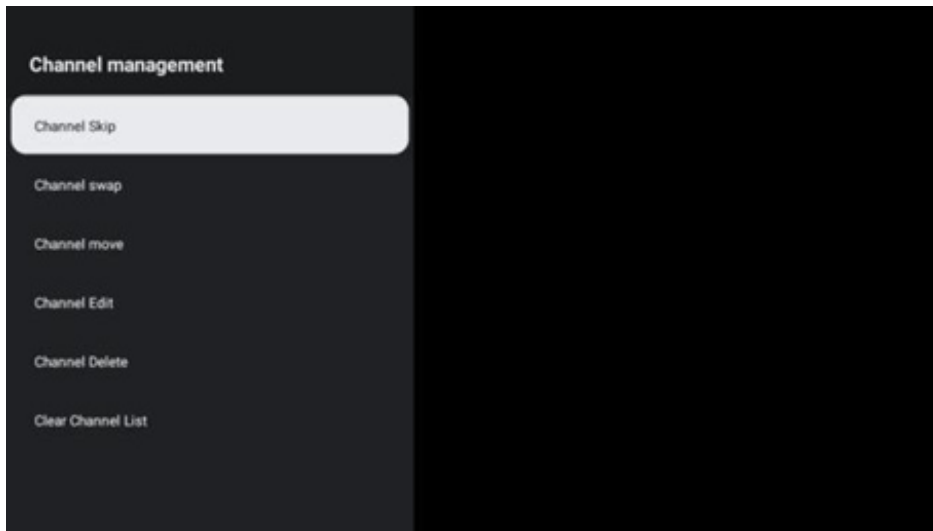 Channel management
Channel Skip
Channel swap
Channel move
Channel Edit
Channel Delete
Clear Channel List